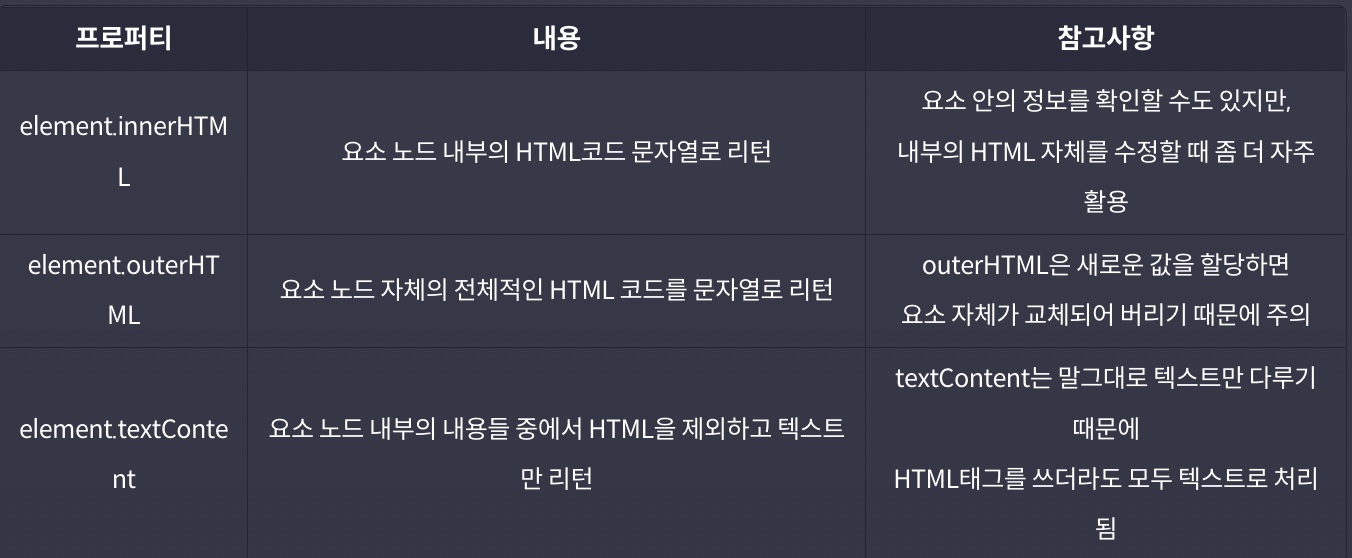 프로퍼티
내용
참고사항
element.innerHTM
L
요소 노드 내부의 HTML코드 문자열로 리턴
요소 안의 정보를 확인할 수도 있지만,
내부의 HTML 자체를 수정할 때 좀 더 자주
활용
element.outerHT
ML
요소 노드 자체의 전체적인 HTML 코드를 문자열로 리턴
outerHTML은 새로운 값을 할당하면
요소 자체가 교체되어 버리기 때문에 주의
element.textConte
nt
요소 노드 내부의 내용들 중에서 HTML을 제외하고 텍스트
만 리턴
textContent는 말그대로 텍스트만 다루기
때문에
HTML태그를 쓰더라도 모두 텍스트로 처리
됨